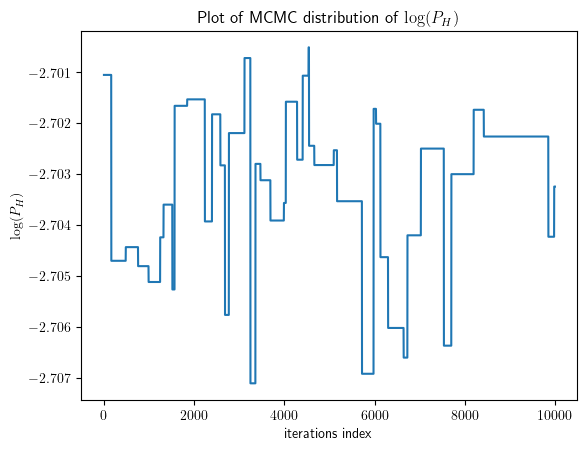 Plot of MCMC distribution of log(P_H)
−2.701
−2.702
−2.703
−2.704
−2.705
−2.706
−2.707
log(P_H)
0 2000 4000 6000 8000 10000
iterations index